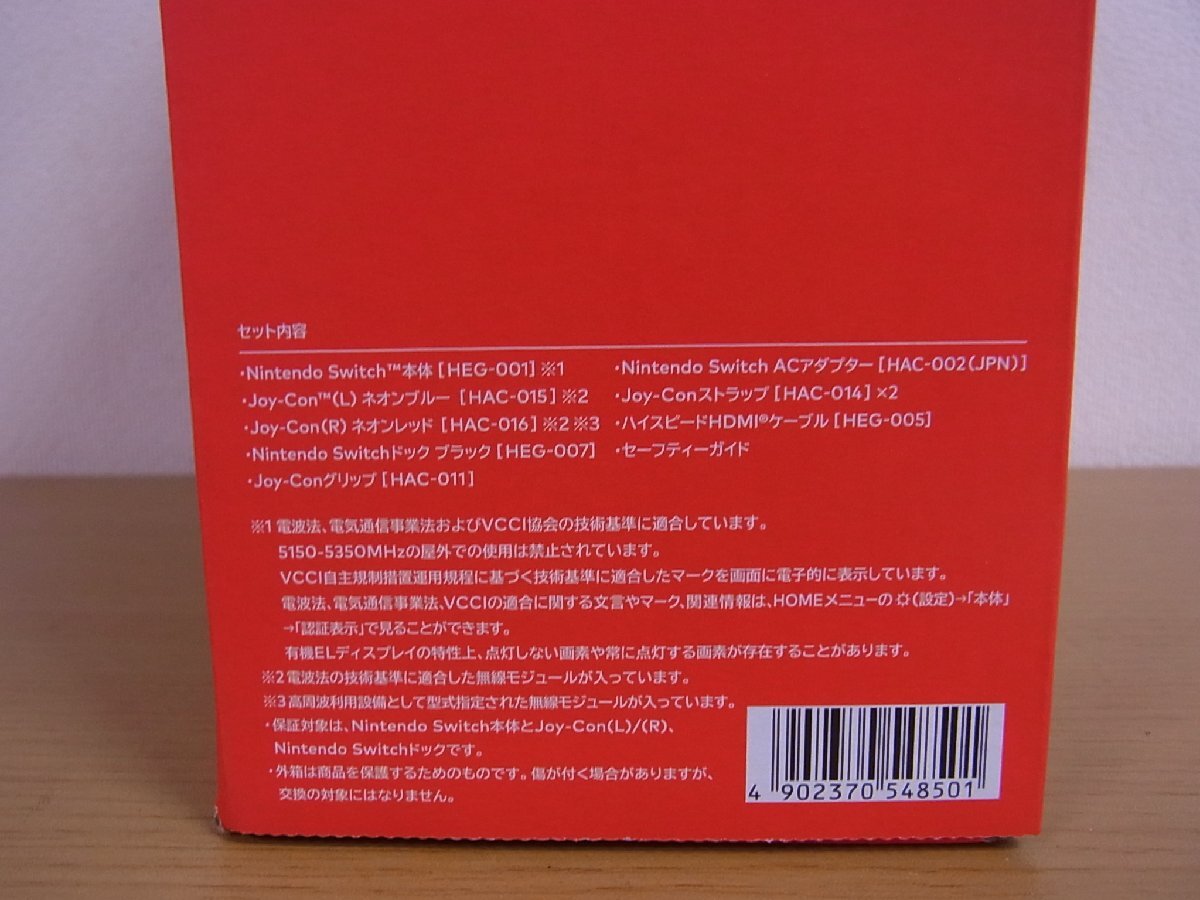 セット内容
・Nintendo Switch™本体［HEG-001］※1
・Joy-Con™(L) ネオンブルー ［HAC-015］※2
・Joy-Con(R) ネオンレッド ［HAC-016］※2 ※3
・Nintendo Switchドック ブラック［HEG-007］
・Joy-Conグリップ［HAC-011］
・Nintendo Switch ACアダプター［HAC-002(JPN)］
・Joy-Conストラップ［HAC-014］×2
・ハイスピードHDMI®ケーブル［HEG-005］
・セーフティーガイド
※1 電波法、電気通信事業法およびVCCI協会の技術基準に適合しています。
5150-5350MHzの屋外での使用は禁止されています。
VCCI自主規制措置運用規程に基づく技術基準に適合したマークを画面に電子的に表示しています。
電波法、電気通信事業法、VCCIの適合に関する文言やマーク、関連情報は、HOMEメニューの(設定)→「本体」
→「認証表示」で見ることができます。
有機ELディスプレイの特性上、点灯しない画素や常に点灯する画素が存在することがあります。
※2 電波法の技術基準に適合した無線モジュールが入っています。
※3 高周波利用設備として型式指定された無線モジュールが入っています。
・保証対象は、Nintendo Switch本体とJoy-Con(L)/(R)、
Nintendo Switchドックです。
・外箱は商品を保護するためのものです。傷が付く場合がありますが、
交換の対象にはなりません。
4 902370 548501